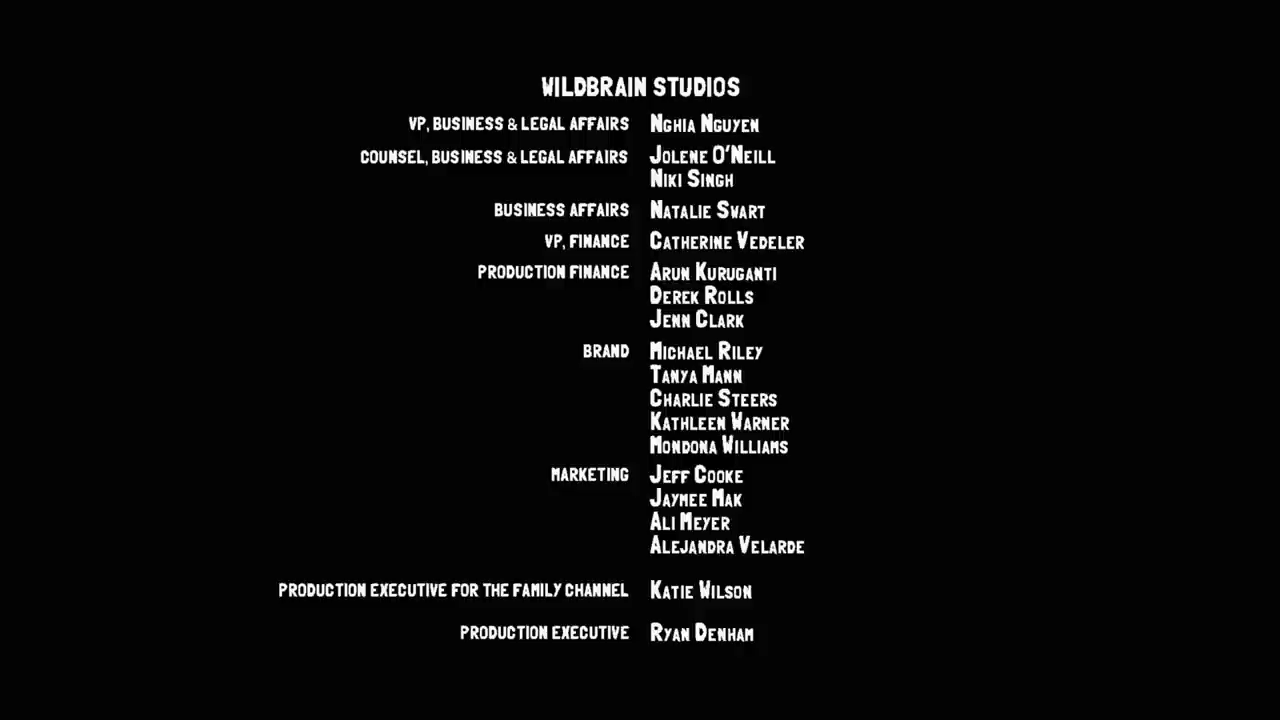 WILDBRAIN STUDIOS
VP, BUSINESS & LEGAL AFFAIRS NGHIA NGUYEN
COUNSEL, BUSINESS & LEGAL AFFAIRS JOLENE O'NEILL
NIKI SINGH
BUSINESS AFFAIRS NATALIE SWART
VP, FINANCE CATHERINE VEDELER
PRODUCTION FINANCE ARUN KURUGANTI
DEREK ROLLS
JENN CLARK
BRAND MICHAEL RILEY
TANYA MANN
CHARLIE STEERS
KATHLEEN WARNER
MONDONA WILLIAMS
MARKETING JEFF COOKE
JAYMEE MAK
ALI MEYER
ALEJANDRA VELARDE
PRODUCTION EXECUTIVE FOR THE FAMILY CHANNEL KATIE WILSON
PRODUCTION EXECUTIVE RYAN DENHAM